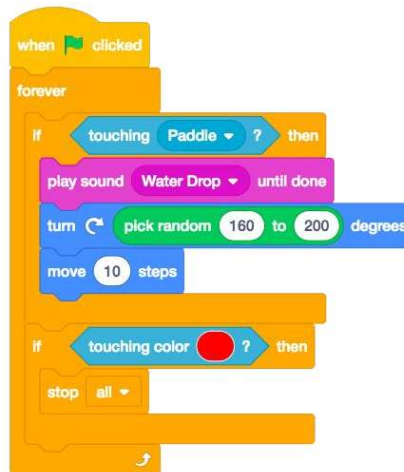 when clicked
forever
if touching Paddle ? then
play sound Water Drop until done
turn pick random 160 to 200 degrees
move 10 steps
if touching color ? then
stop all